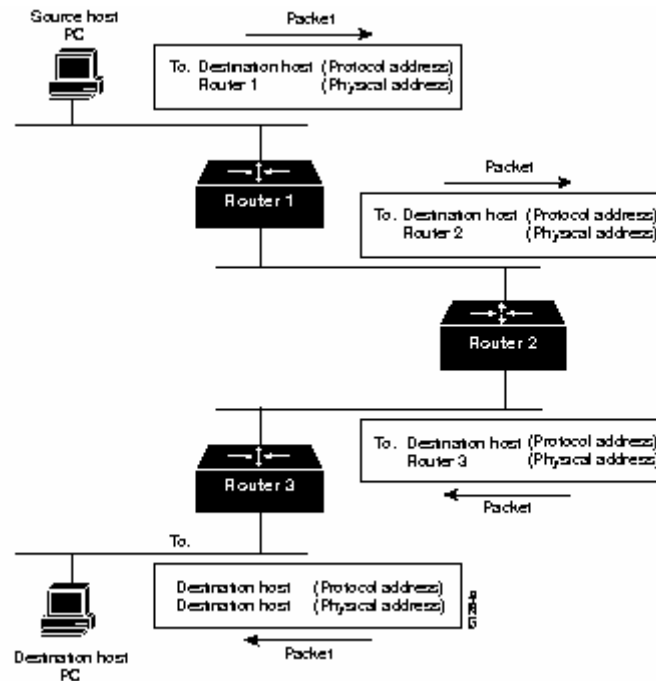 Source host
PC
Packet
To. Destination host (Protocol address)
Router 1 (Physical address)
Router 1
Packet
To. Destination host (Protocol address)
Router 2 (Physical address)
Router 2
To. Destination host (Protocol address)
Router 3 (Physical address)
Packet
Router 3
To.
Destination host (Protocol address)
Destination host (Physical address)
Packet
Destination host
PC